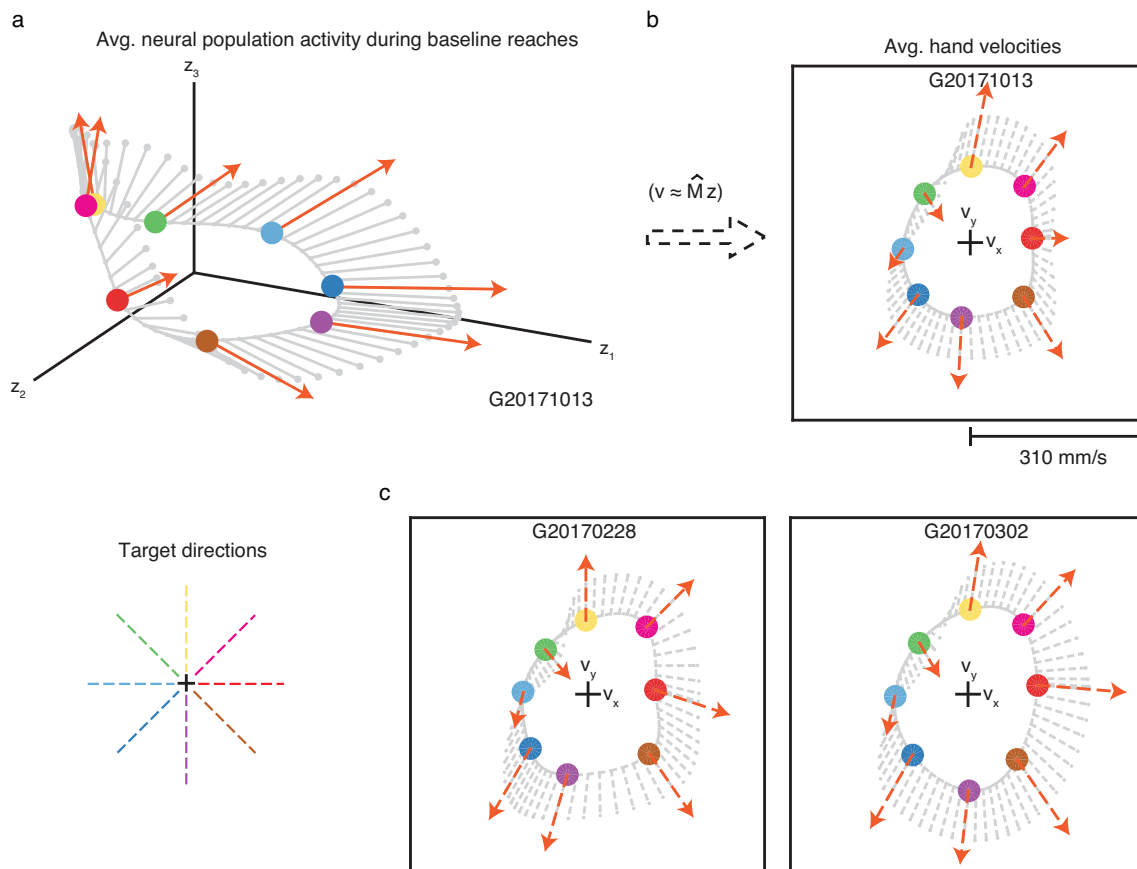 a
Avg. neural population activity during baseline reaches
z3
z1
z2
G20171013
b
Avg. hand velocities
G20171013
(v ≈ M̂ z)
vy
vx
310 mm/s
Target directions
c
G20170228
vy
vx
G20170302
vy
vx